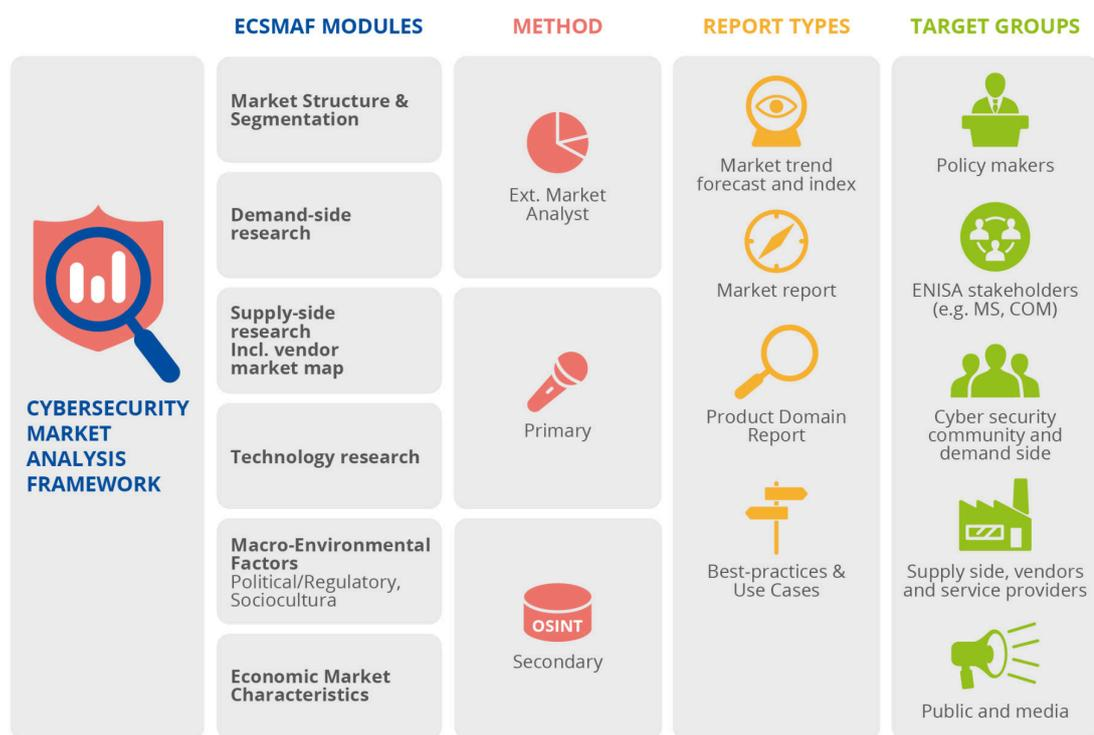 ECSMAF MODULES
METHOD
REPORT TYPES
TARGET GROUPS
CYBERSECURITY
MARKET
ANALYSIS
FRAMEWORK
Market Structure &
Segmentation
Demand-side
research
Supply-side
research
Incl. vendor
market map
Technology research
Macro-Environmental
Factors
Political/Regulatory,
Sociocultura
Economic Market
Characteristics
Ext. Market
Analyst
Primary
OSINT
Secondary
Market trend
forecast and index
Market report
Product Domain
Report
Best-practices &
Use Cases
Policy makers
ENISA stakeholders
(e.g. MS, COM)
Cyber security
community and
demand side
Supply side, vendors
and service providers
Public and media